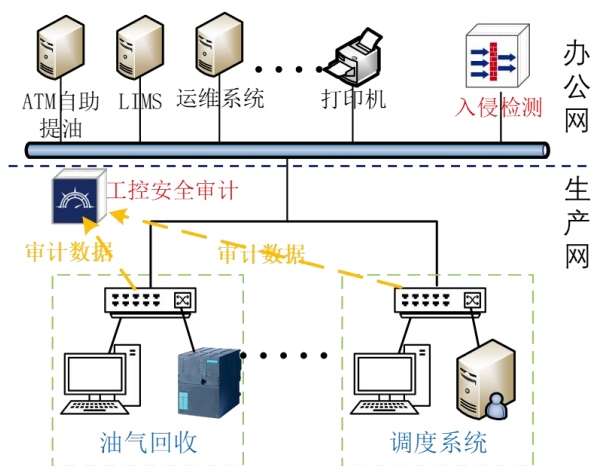 ATM自助
提油
LIMS
运维系统
打印机
入侵检测
办公网
工控安全审计
生产网
审计数据
审计数据
油气回收
调度系统